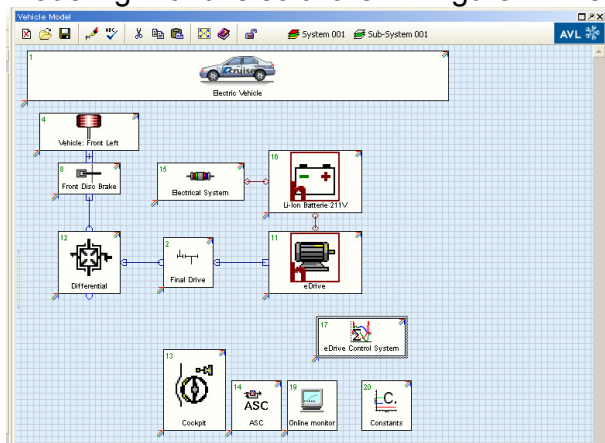 Vehicle Model
System 001
Sub-System 001
AVL
1
Cruise
Electric Vehicle
4
Vehicle: Front Left
8
Front Disc Brake
15
Electrical System
16
Li-Ion Batterie 211V
12
Differential
2
Final Drive
11
eDrive
17
eDrive Control System
13
Cockpit
14
ASC
ASC
19
Online monitor
20
C.
Constants